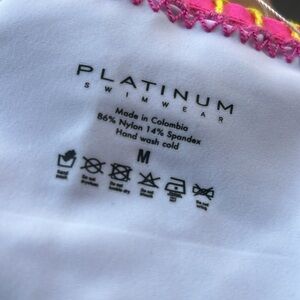 PLATINUM
SWIMWEAR
Made in Colombia
86% Nylon 14% Spandex
Hand wash cold
M